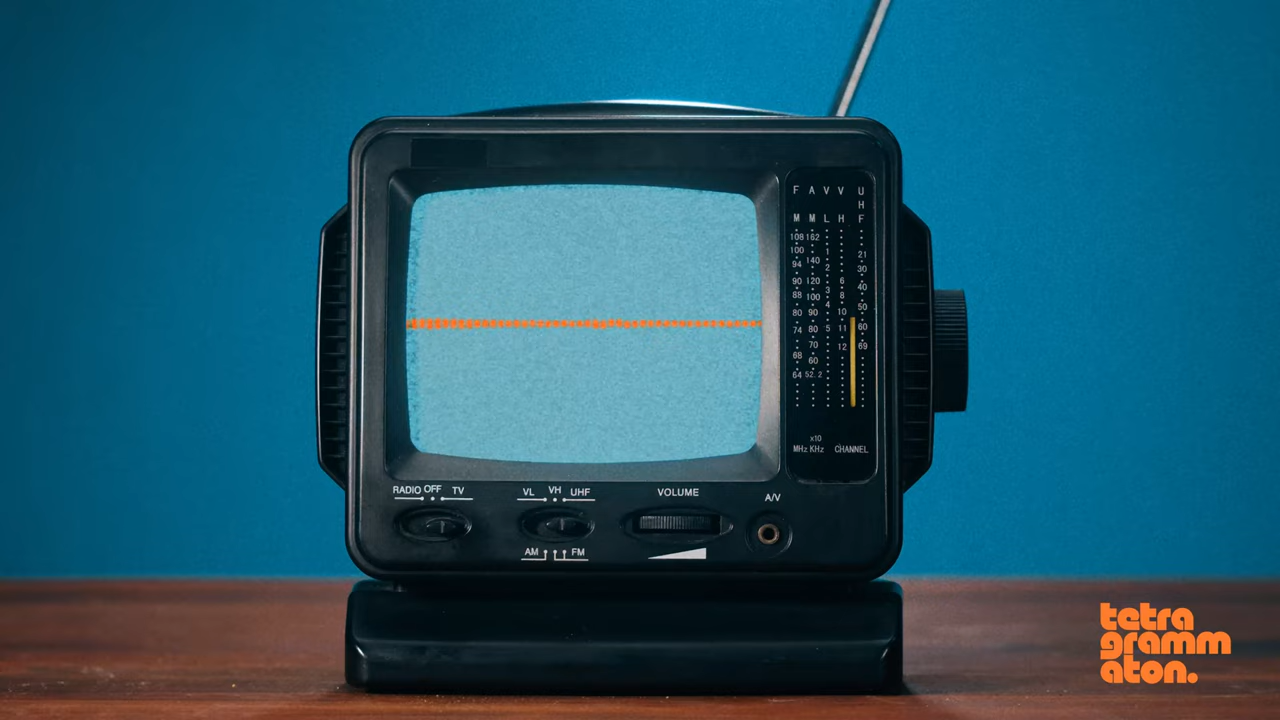 F A V V U
H
M M L H F
108 162
100
1
21
94
140
2
30
90
120
3
6
40
88
100
4
8
50
80
90
10
74
80
5
11
60
70
12
69
68
60
64
52.2
x10
MHz KHz CHANNEL
RADIO OFF TV
VL VH UHF
VOLUME
A/V
AM FM
tetra
gramm
aton.